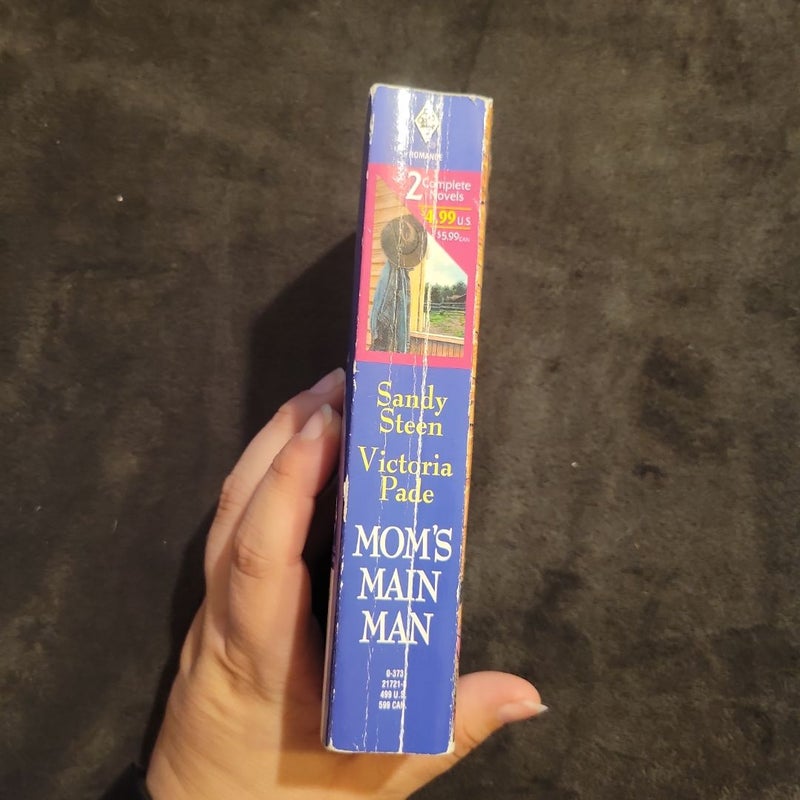 ROMANCE
2 Complete
Novels
$4.99 U.S.
$5.99 CAN
Sandy
Steen
Victoria
Pade
MOM'S
MAIN
MAN
0-373
21721-
499 U.S.
599 CAN.